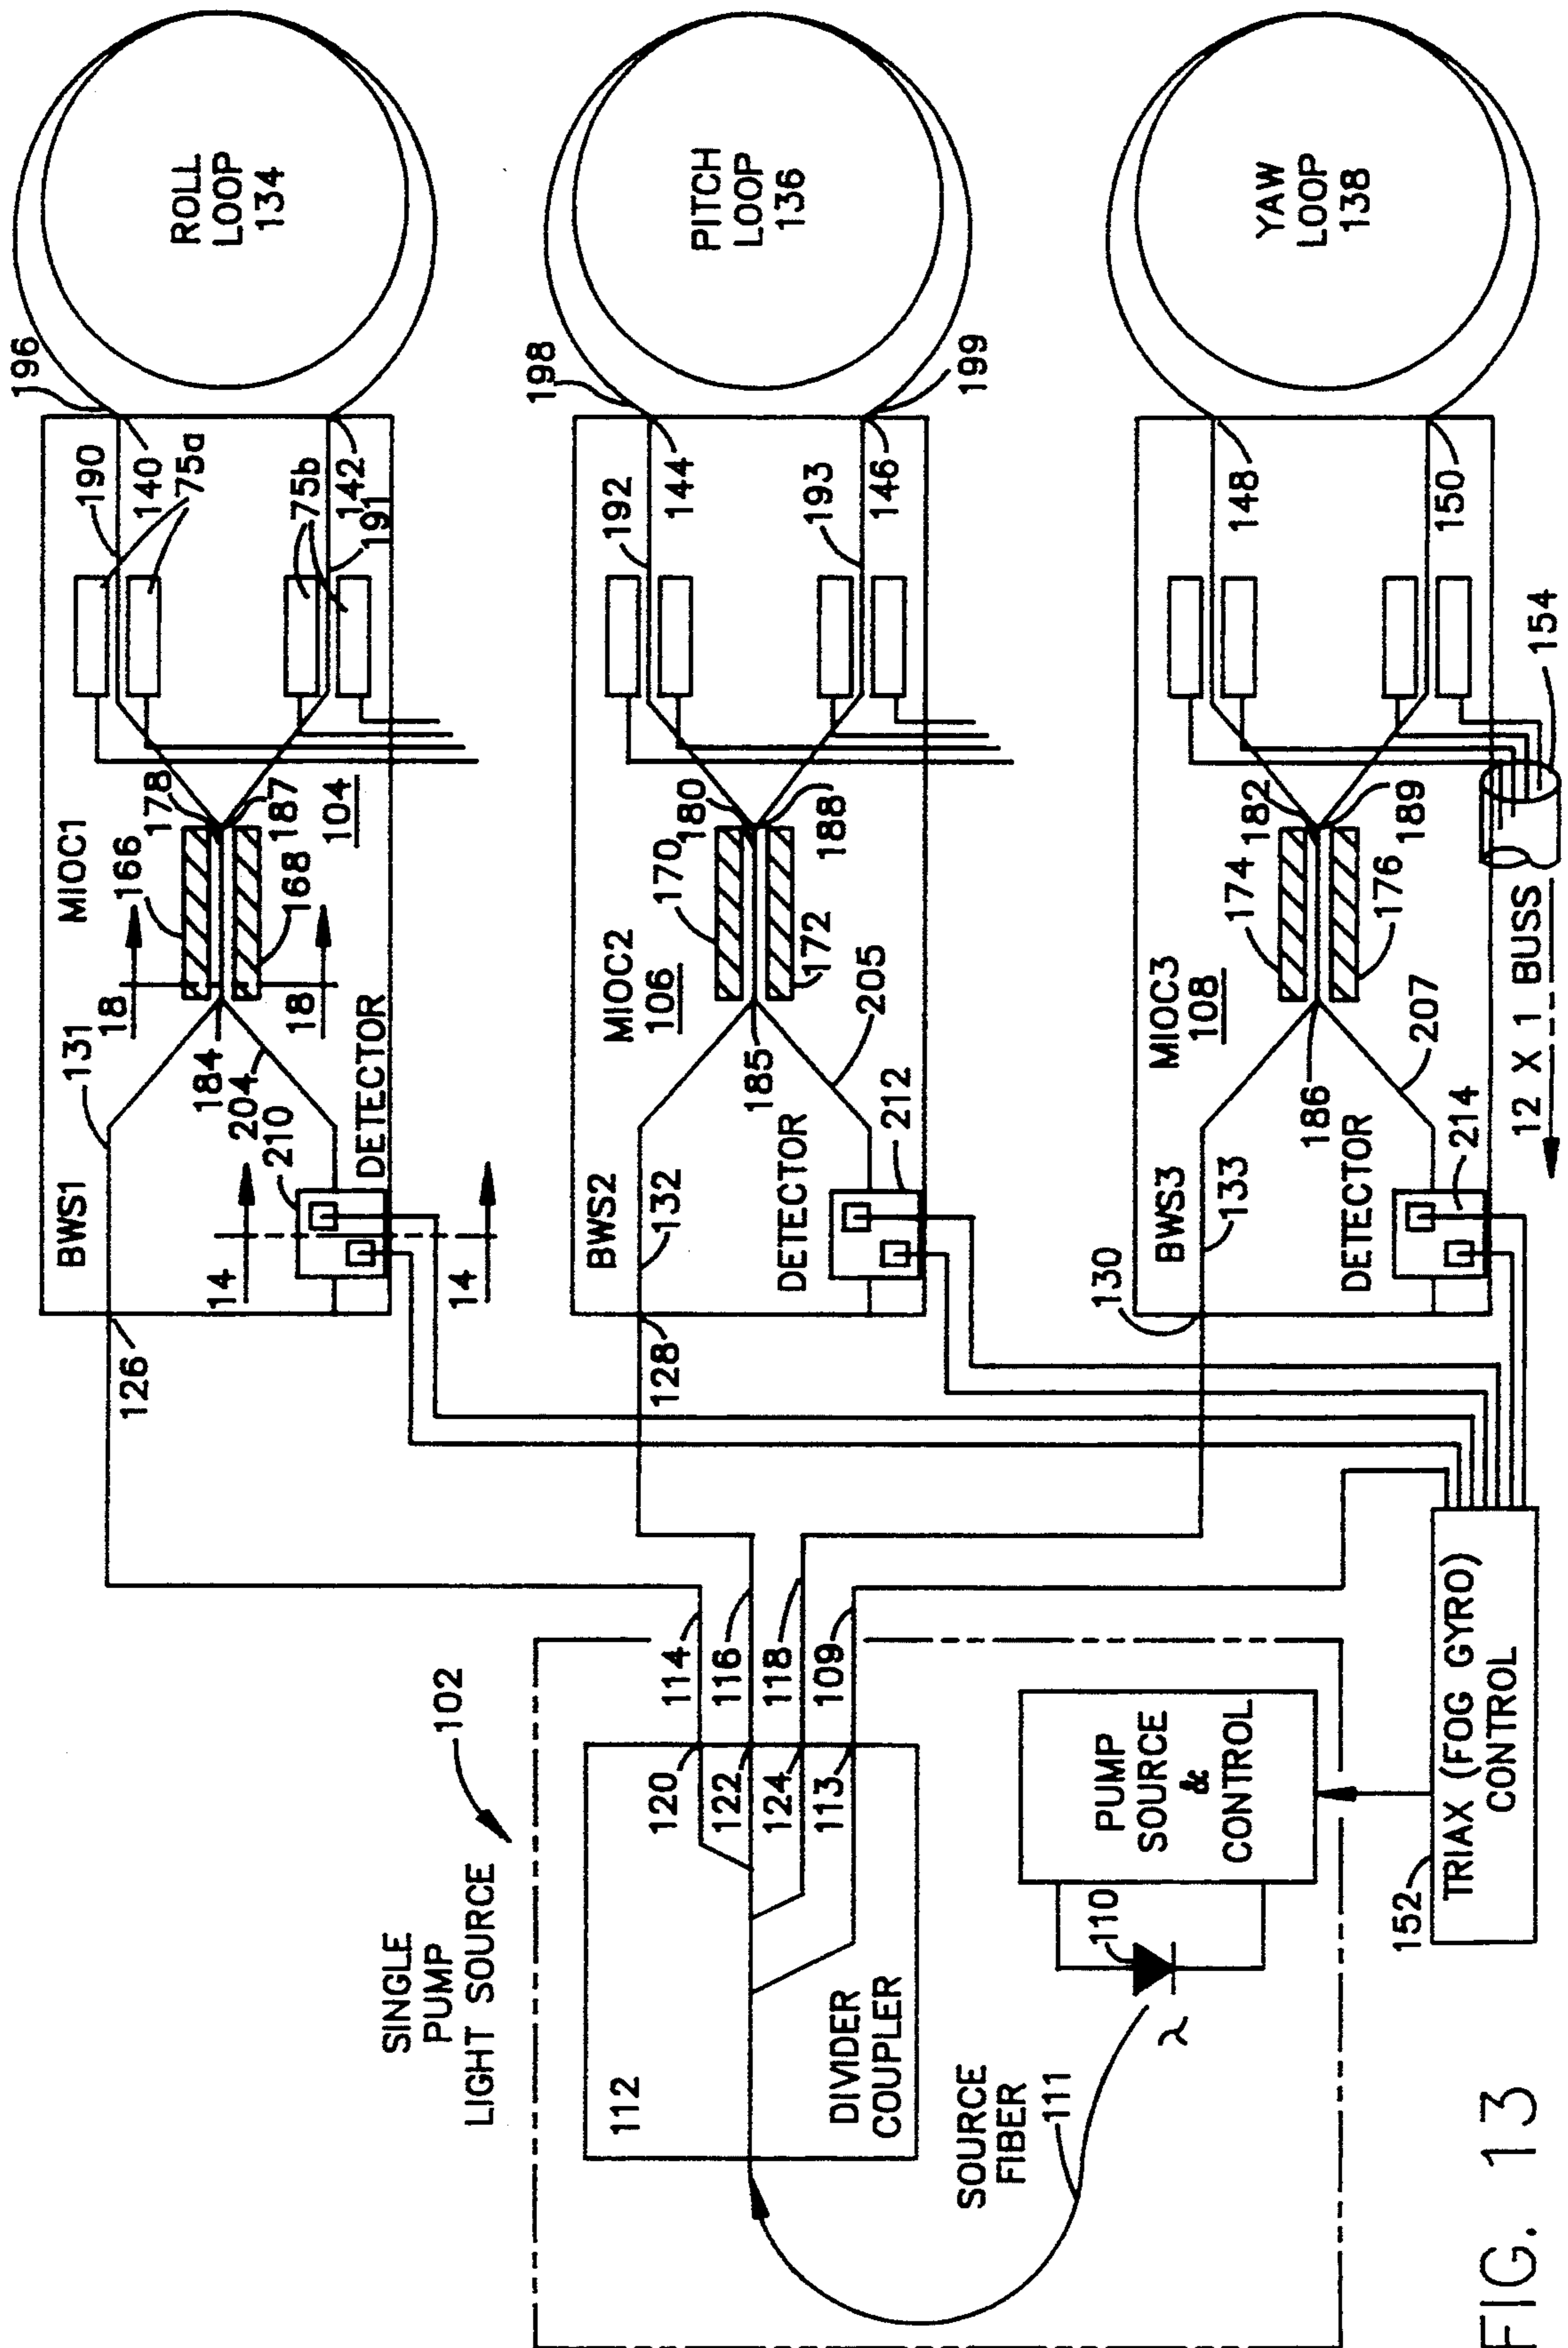 SINGLE
PUMP
LIGHT SOURCE
102
112
DIVIDER
COUPLER
120
122
124
113
114
116
118
109
SOURCE
FIBER
111
110
λ
PUMP
SOURCE
&
CONTROL
152
TRIAX (FOG GYRO)
CONTROL
126
BWS1
131
MIOC1
104
18
18
166
168
178
187
184
204
210
DETECTOR
14
14
190
140
75a
75b
142
191
196
ROLL
LOOP
134
128
BWS2
132
MIOC2
106
170
172
180
188
185
205
212
DETECTOR
192
144
193
146
198
199
PITCH
LOOP
136
130
BWS3
133
MIOC3
108
174
176
182
189
186
207
214
DETECTOR
148
150
YAW
LOOP
138
154
12 X 1 BUSS
FIG. 13